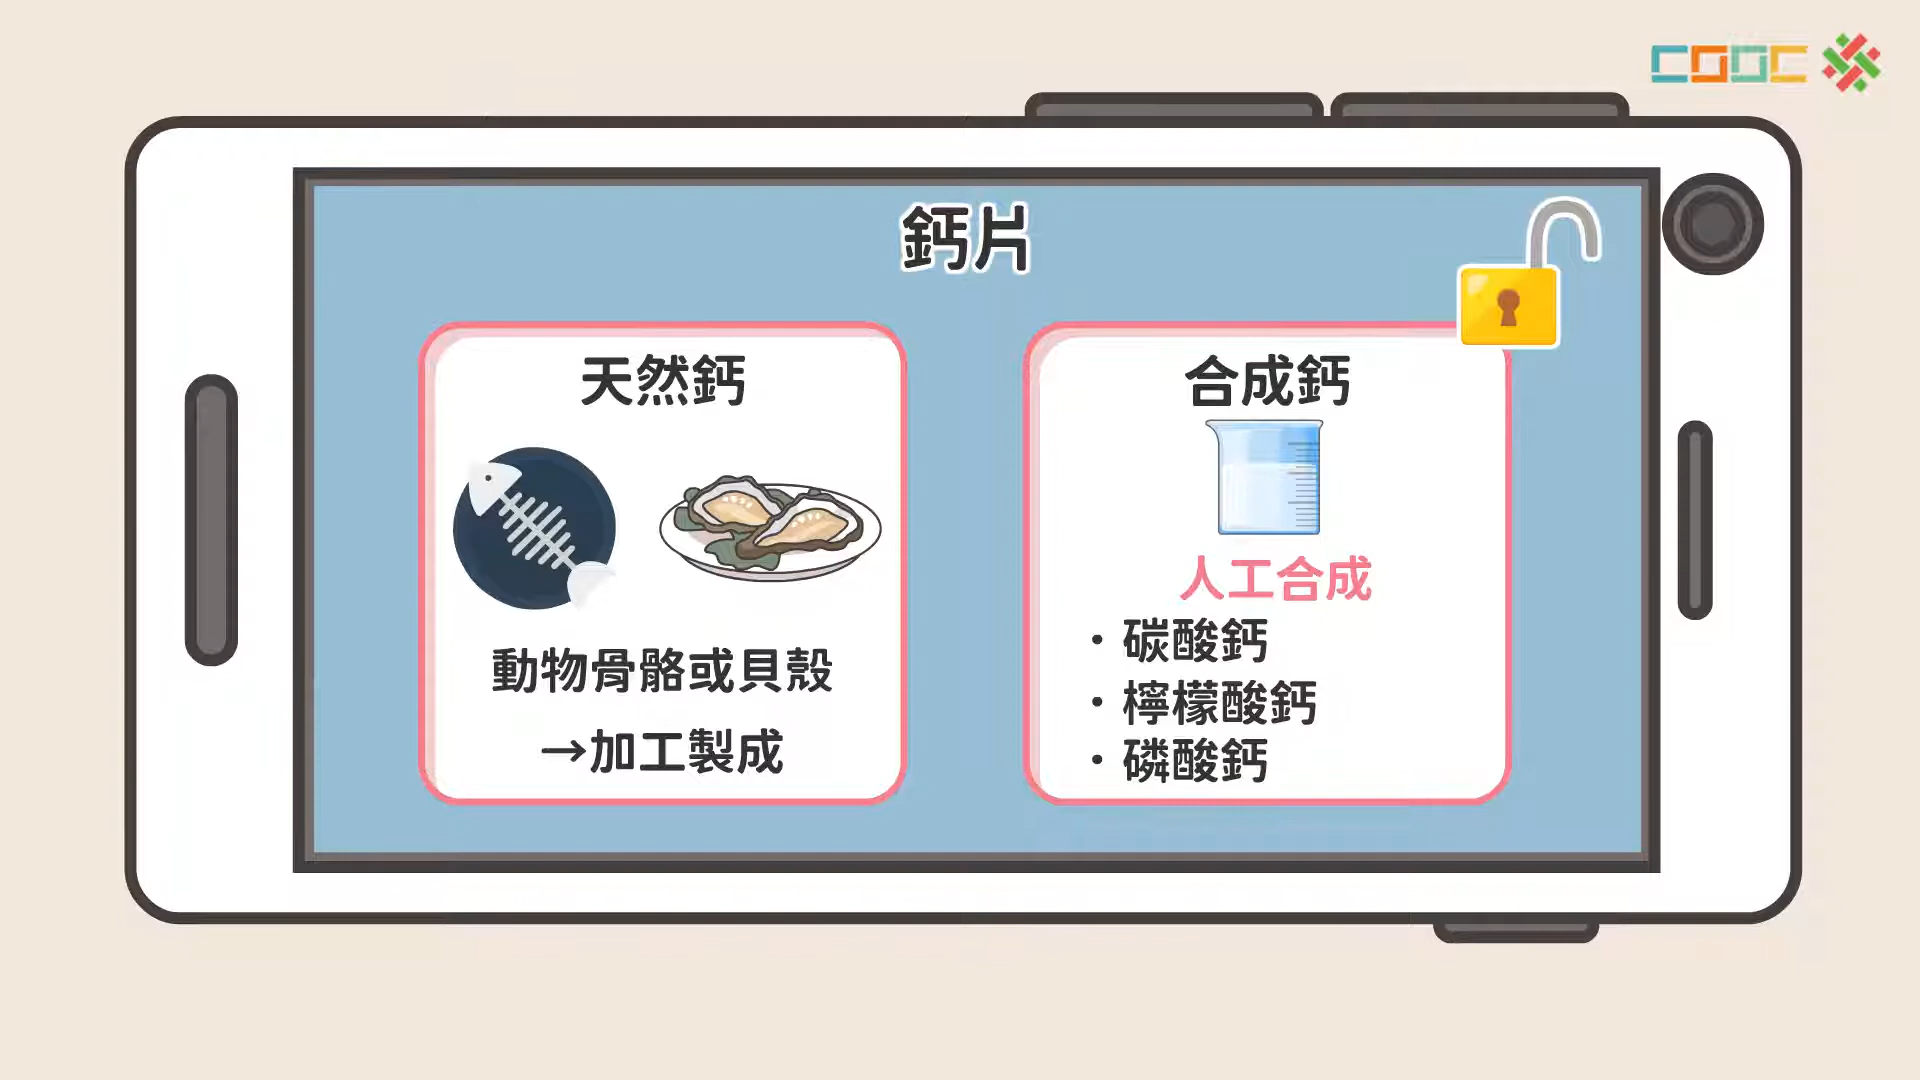 COOC
鈣片
天然鈣
動物骨骼或貝殼
→加工製成
合成鈣
人工合成
・碳酸鈣
・檸檬酸鈣
・磷酸鈣